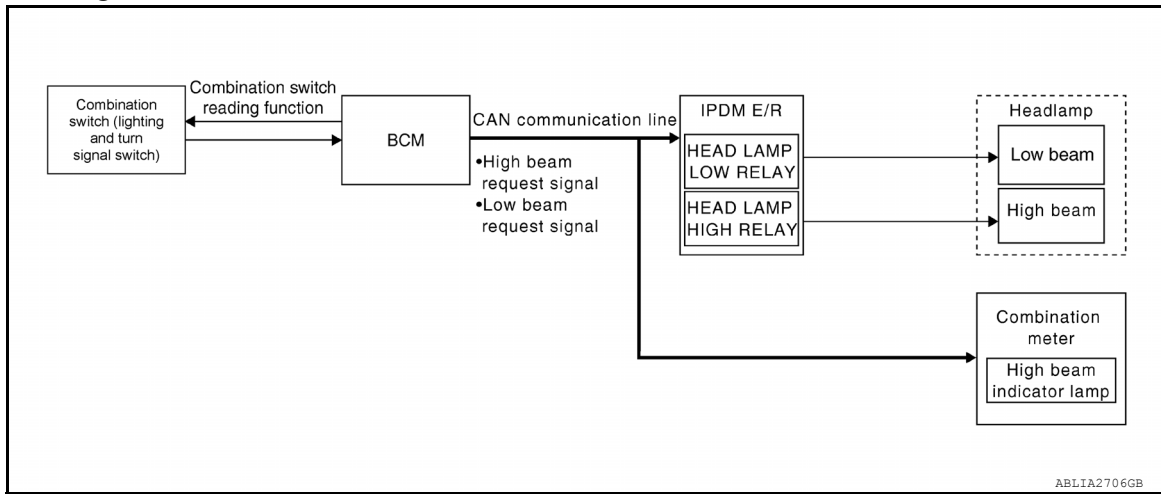 Combination switch
reading function
Combination
switch (lighting
and turn
signal switch)
BCM
CAN communication line
•High beam
request signal
•Low beam
request signal
IPDM E/R
HEAD LAMP
LOW RELAY
HEAD LAMP
HIGH RELAY
Headlamp
Low beam
High beam
Combination
meter
High beam
indicator lamp
ABLIA2706GB